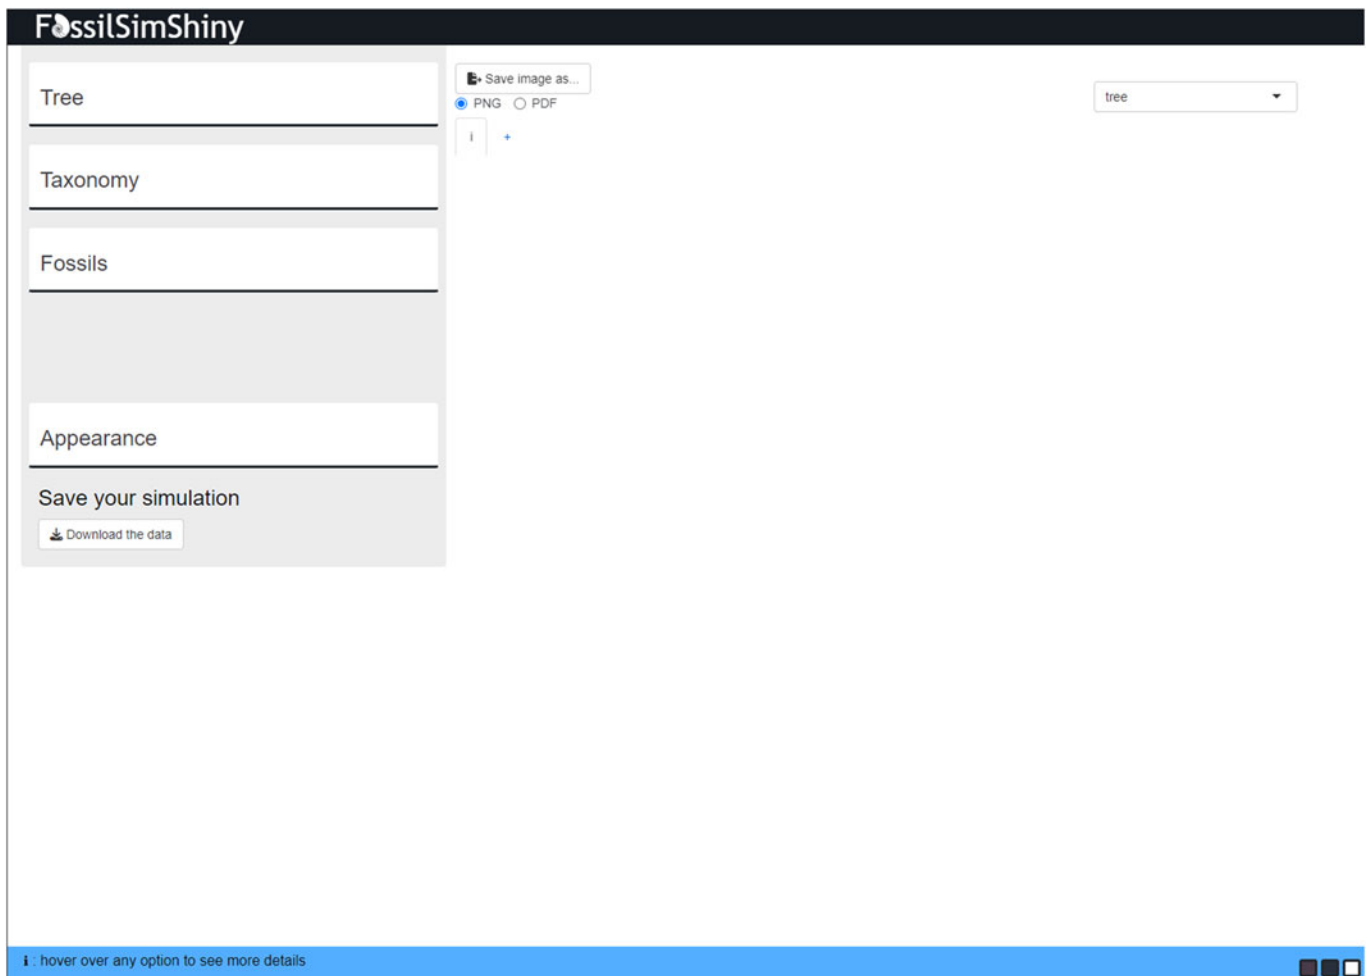 FossilSimShiny
Tree
Taxonomy
Fossils
Appearance
Save your simulation
Download the data
Save image as...
PNG PDF
i +
tree
i : hover over any option to see more details